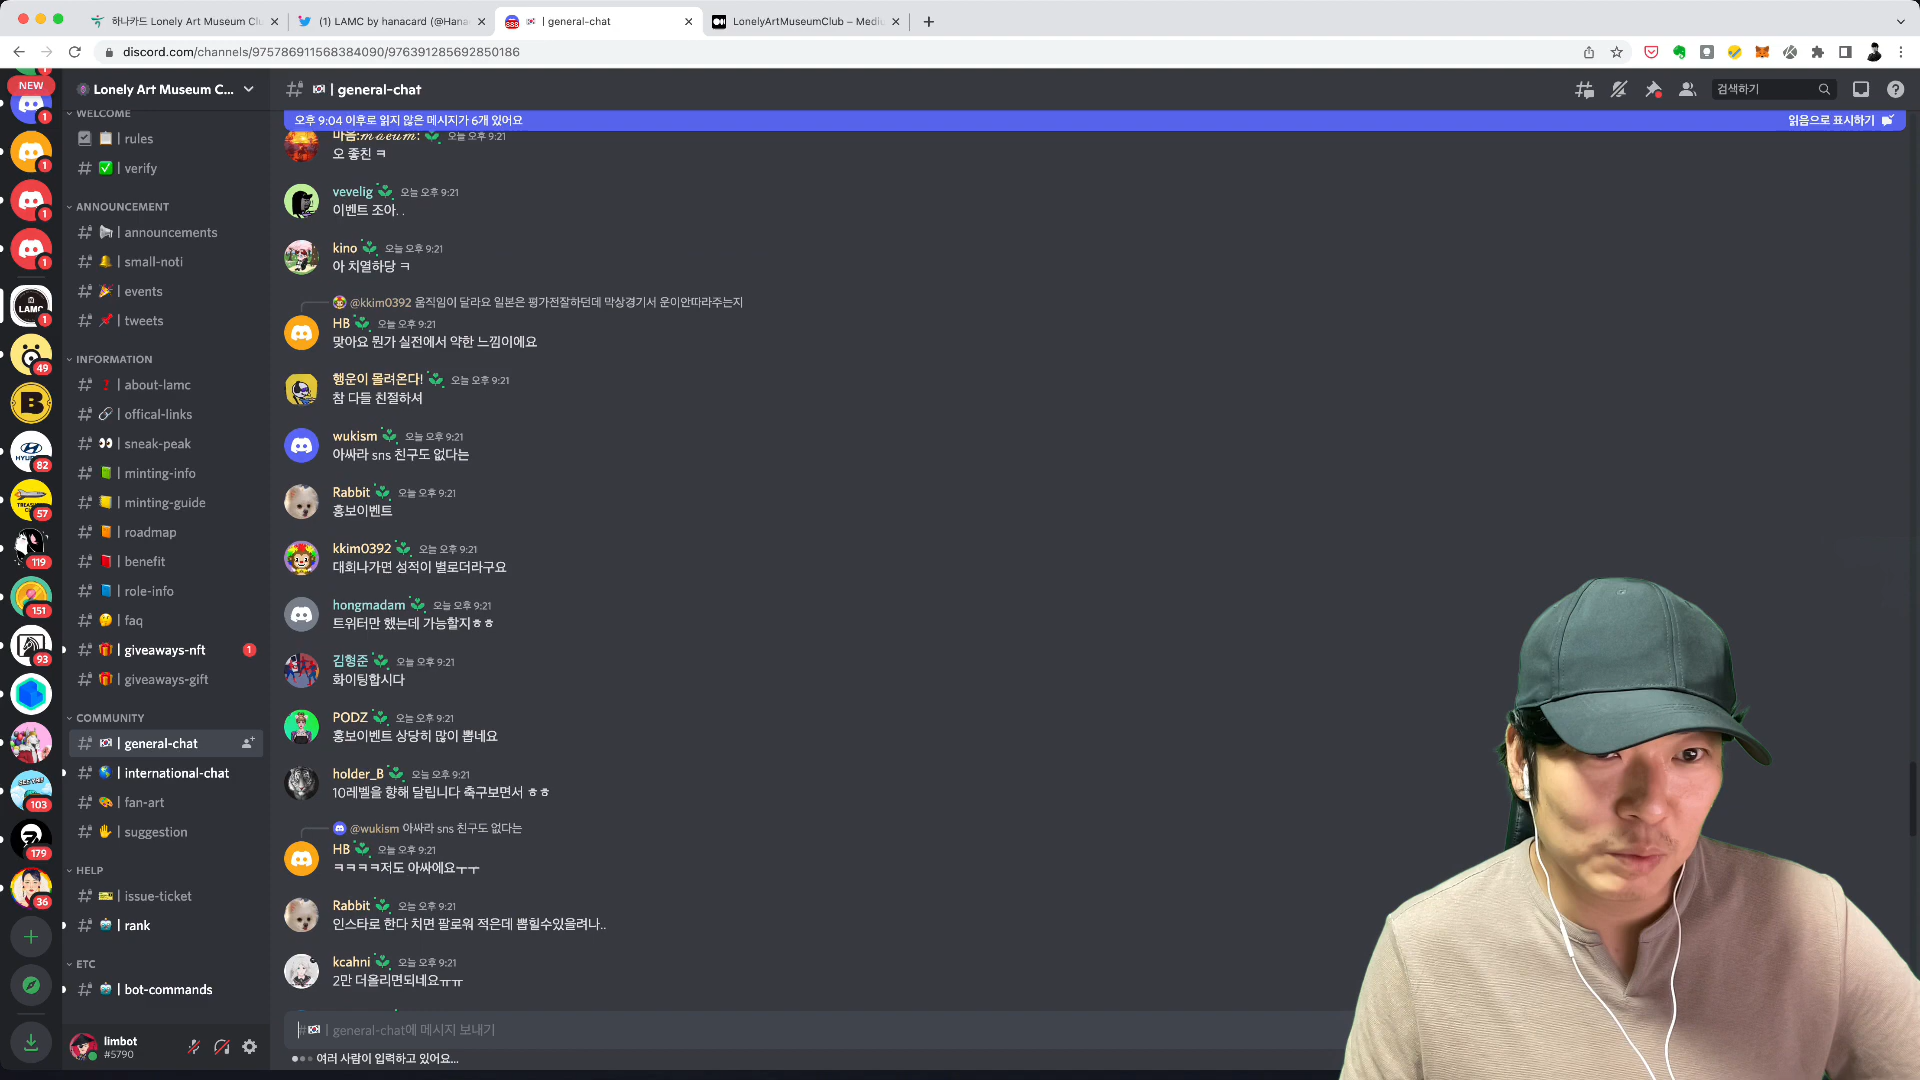 하나카드 Lonely Art Museum Cl
(1) LAMC by hanacard (@Hana
| general-chat
LonelyArtMuseumClub – Mediu
discord.com/channels/975786911568384090/976391285692850186
NEW
Lonely Art Museum C...
| general-chat
검색하기
오후 9:04 이후로 읽지 않은 메시지가 6개 있어요
읽음으로 표시하기
WELCOME
| rules
| verify
ANNOUNCEMENT
| announcements
| small-noti
| events
| tweets
INFORMATION
| about-lamc
| offical-links
| sneak-peak
| minting-info
| minting-guide
| roadmap
| benefit
| role-info
| faq
| giveaways-nft
1
| giveaways-gift
COMMUNITY
| general-chat
| international-chat
| fan-art
| suggestion
HELP
| issue-ticket
| rank
ETC
| bot-commands
limbot
#5790
1
1
1
1
LAMC
1
49
B
HYUN
82
57
119
151
93
103
179
36
마음:maeum: 오늘 오후 9:21
오 좋친 ㅋ
vevelig 오늘 오후 9:21
이벤트 조아. .
kino 오늘 오후 9:21
아 치열하당 ㅋ
@kkim0392 움직임이 달라요 일본은 평가전잘하던데 막상경기서 운이안따라주는지
HB 오늘 오후 9:21
맞아요 뭔가 실전에서 약한 느낌이에요
행운이 몰려온다! 오늘 오후 9:21
참 다들 친절하셔
wukism 오늘 오후 9:21
아싸라 sns 친구도 없다는
Rabbit 오늘 오후 9:21
홍보이벤트
kkim0392 오늘 오후 9:21
대회나가면 성적이 별로더라구요
hongmadam 오늘 오후 9:21
트위터만 했는데 가능할지ㅎㅎ
김형준 오늘 오후 9:21
화이팅합시다
PODZ 오늘 오후 9:21
홍보이벤트 상당히 많이 뽑네요
holder_B 오늘 오후 9:21
10레벨을 향해 달립니다 축구보면서 ㅎㅎ
@wukism 아싸라 sns 친구도 없다는
HB 오늘 오후 9:21
ㅋㅋㅋㅋ저도 아싸에요ㅜㅜ
Rabbit 오늘 오후 9:21
인스타로 한다 치면 팔로워 적은데 뽑힐수있을려나..
kcahni 오늘 오후 9:21
2만 더올리면되네요ㅠㅠ
# | general-chat에 메시지 보내기
여러 사람이 입력하고 있어요...